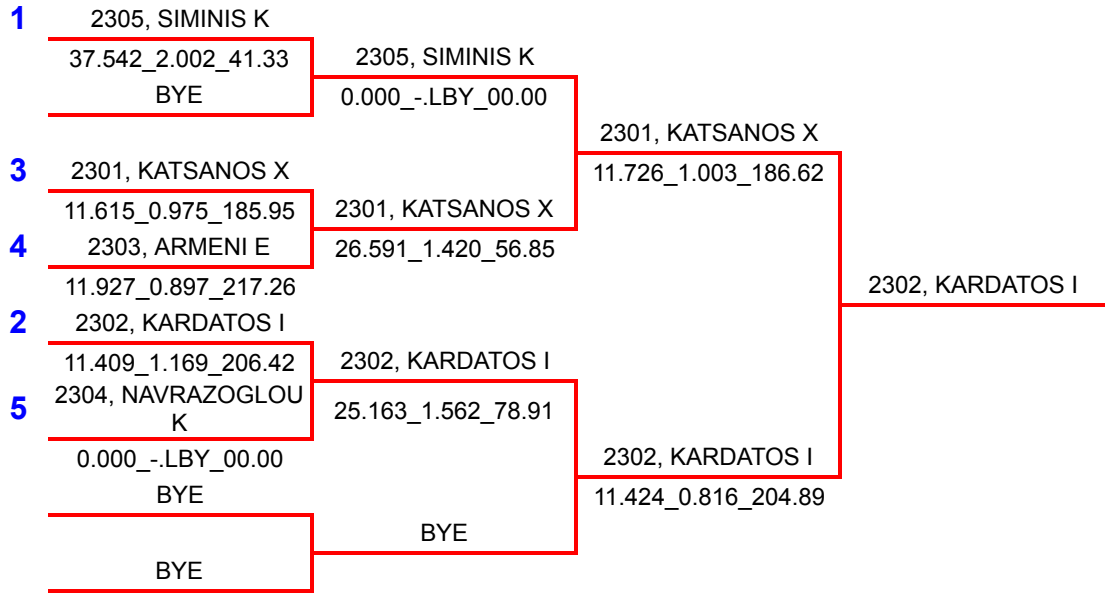 1
2305, SIMINIS K
37.542_2.002_41.33
BYE
3
2301, KATSANOS X
11.615_0.975_185.95
4
2303, ARMENI E
11.927_0.897_217.26
2
2302, KARDATOS I
11.409_1.169_206.42
5
2304, NAVRAZOGLOU
K
0.000_-.LBY_00.00
BYE
BYE
2305, SIMINIS K
0.000_-.LBY_00.00
2301, KATSANOS X
26.591_1.420_56.85
2302, KARDATOS I
25.163_1.562_78.91
BYE
2301, KATSANOS X
11.726_1.003_186.62
2302, KARDATOS I
11.424_0.816_204.89
2302, KARDATOS I